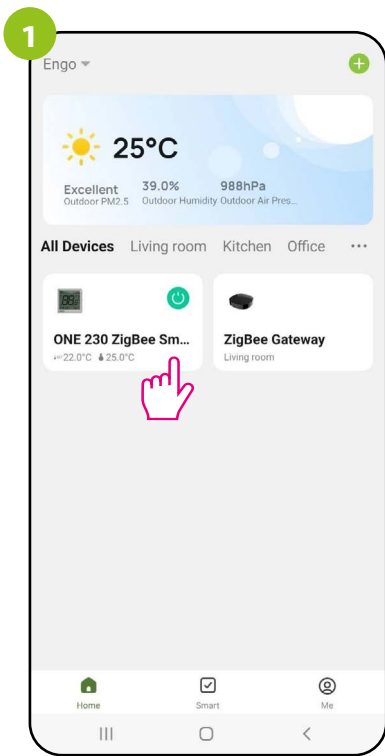 1
Engo
25°C
Excellent 39.0% 988hPa
Outdoor PM2.5 Outdoor Humidity Outdoor Air Pres...
All Devices Living room Kitchen Office ...
ONE 230 ZigBee Sm... ZigBee Gateway
22.0°C 25.0°C Living room
Home Smart Me